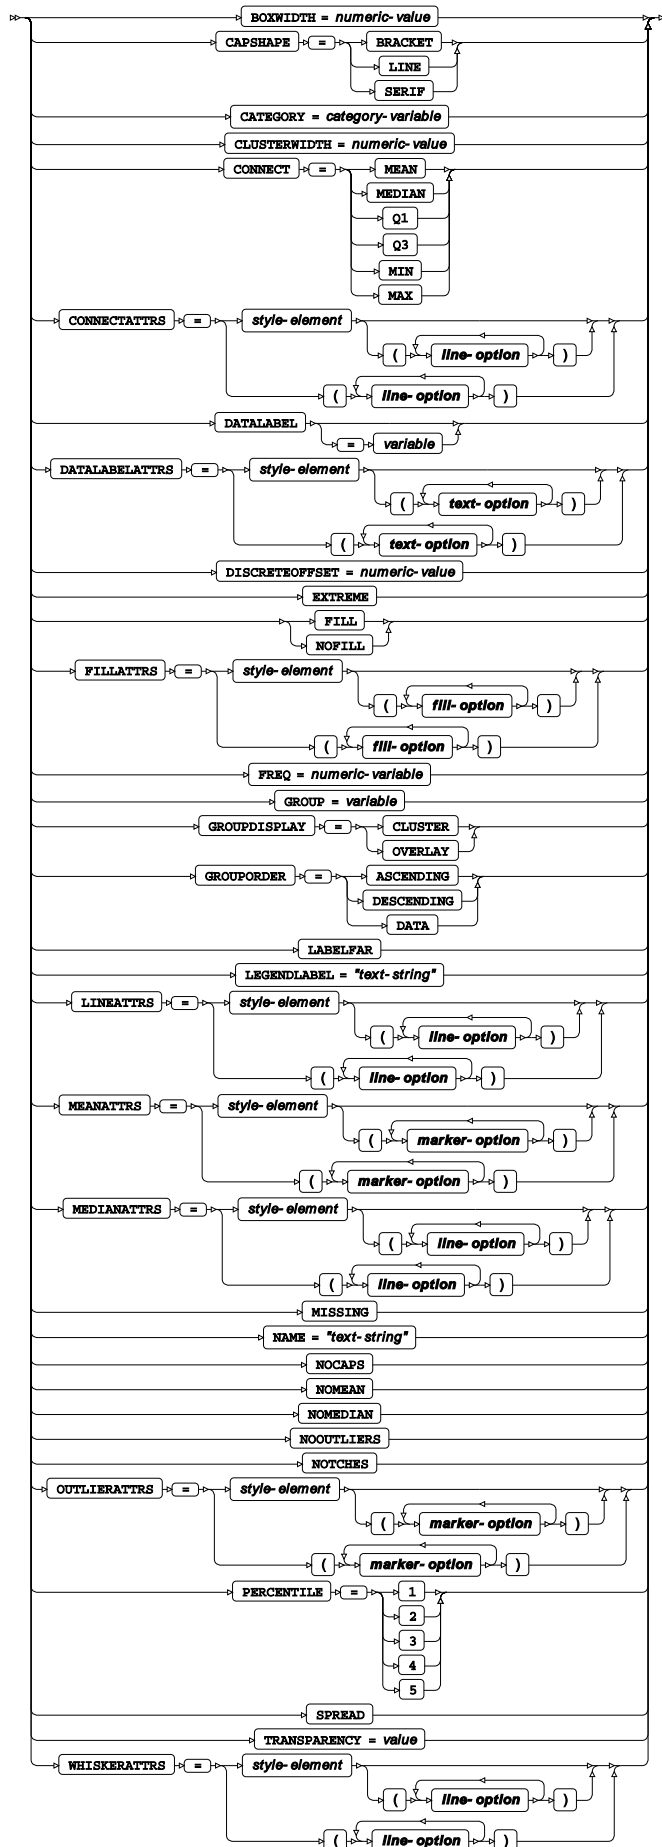 BOXWIDTH = numeric-value
CAPSHAPE = BRACKET
LINE
SERIF
CATEGORY = category-variable
CLUSTERWIDTH = numeric-value
CONNECT = MEAN
MEDIAN
Q1
Q3
MIN
MAX
CONNECTATTRS = style-element
( line-option )
( line-option )
DATALABEL
= variable
DATALABELATTRS = style-element
( text-option )
( text-option )
DISCRETEOFFSET = numeric-value
EXTREME
FILL
NOFILL
FILLATTRS = style-element
( fill-option )
( fill-option )
FREQ = numeric-variable
GROUP = variable
GROUPDISPLAY = CLUSTER
OVERLAY
GROUPORDER = ASCENDING
DESCENDING
DATA
LABELFAR
LEGENDLABEL = "text-string"
LINEATTRS = style-element
( line-option )
( line-option )
MEANATTRS = style-element
( marker-option )
( marker-option )
MEDIANATTRS = style-element
( line-option )
( line-option )
MISSING
NAME = "text-string"
NOCAPS
NOMEAN
NOMEDIAN
NOOUTLIERS
NOTCHES
OUTLIERATTRS = style-element
( marker-option )
( marker-option )
PERCENTILE = 1
2
3
4
5
SPREAD
TRANSPARENCY = value
WHISKERATTRS = style-element
( line-option )
( line-option )